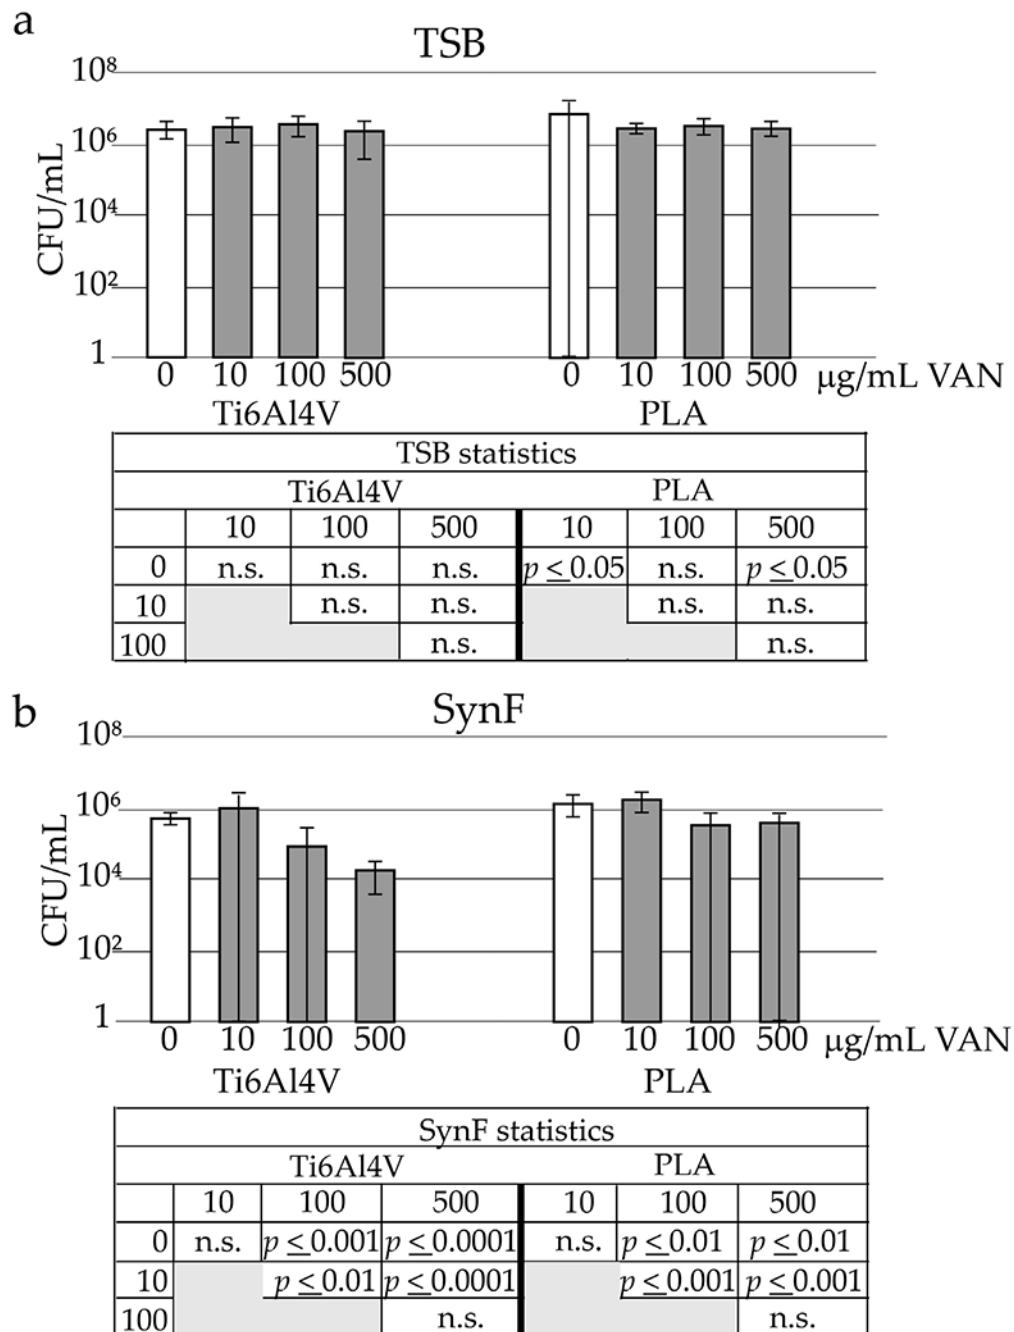 a
TSB
10⁸
10⁶
10⁴
10²
1
CFU/mL
0 10 100 500 0 10 100 500 μg/mL VAN
Ti6Al4V PLA
TSB statistics
Ti6Al4V PLA
10 100 500 10 100 500
0 n.s. n.s. n.s. p ≤ 0.05 n.s. p ≤ 0.05
10 n.s. n.s. n.s. n.s.
100 n.s. n.s.
b
SynF
10⁸
10⁶
10⁴
10²
1
CFU/mL
0 10 100 500 0 10 100 500 μg/mL VAN
Ti6Al4V PLA
SynF statistics
Ti6Al4V PLA
10 100 500 10 100 500
0 n.s. p ≤ 0.001 p ≤ 0.0001 n.s. p ≤ 0.01 p ≤ 0.01
10 p ≤ 0.01 p ≤ 0.0001 p ≤ 0.001 p ≤ 0.001
100 n.s. n.s.